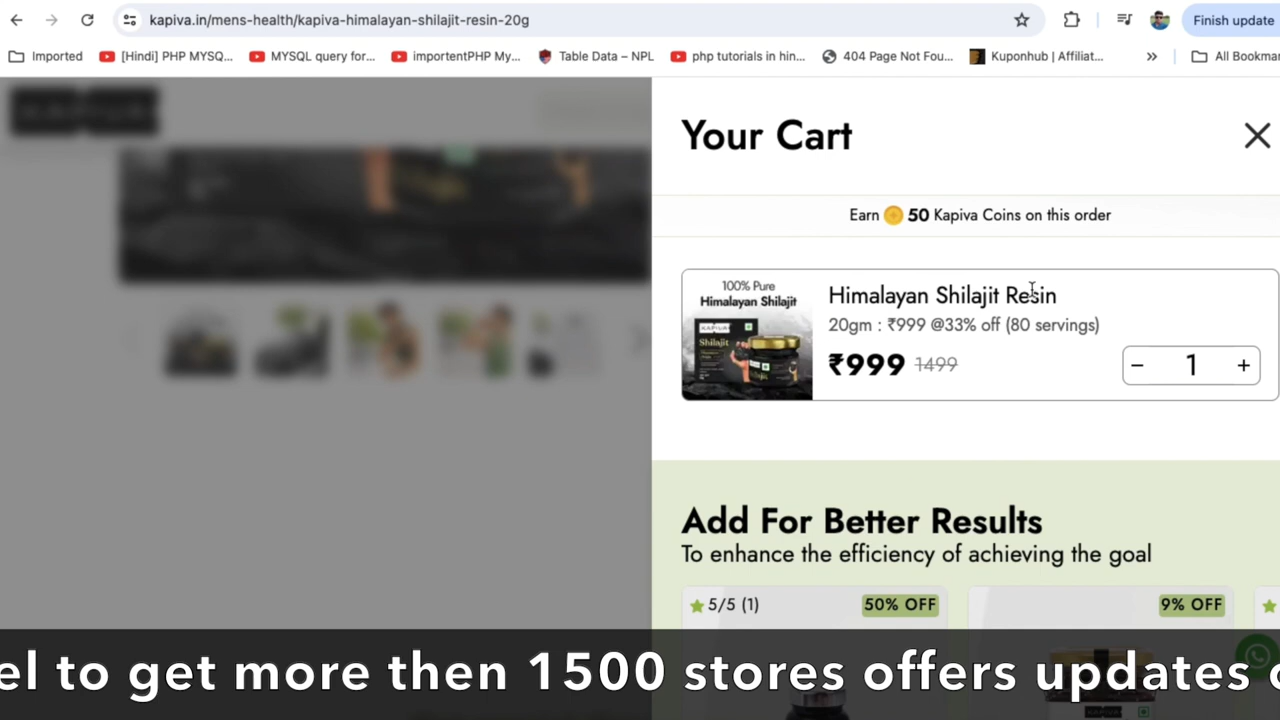 kapiva.in/mens-health/kapiva-himalayan-shilajit-resin-20g
Finish update
Imported
[Hindi] PHP MYSQ...
MYSQL query for...
importentPHP My...
Table Data – NPL
php tutorials in hin...
404 Page Not Fou...
Kuponhub | Affiliat...
»
All Bookmar
Your Cart
Earn 50 Kapiva Coins on this order
100% Pure
Himalayan Shilajit
KAPIVA
Shilajit
Himalayan Shilajit Resin
20gm : ₹999 @33% off (80 servings)
₹999 1499
− 1 +
Add For Better Results
To enhance the efficiency of achieving the goal
5/5 (1)
50% OFF
9% OFF
el to get more then 1500 stores offers updates